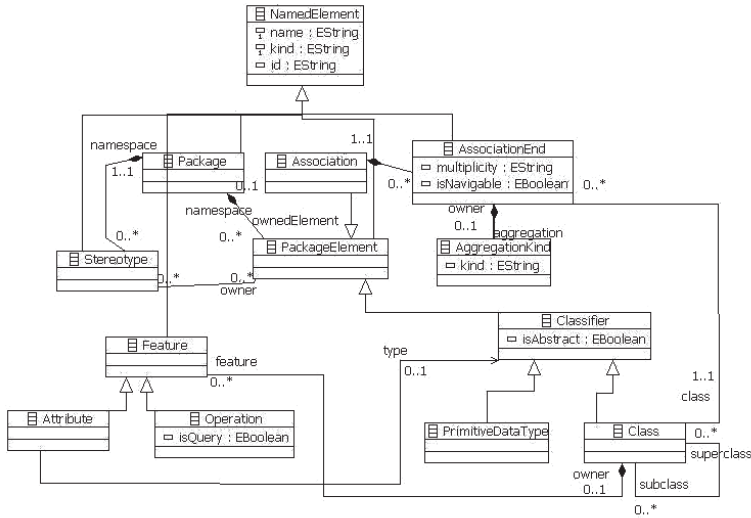 NamedElement
name : EString
kind : EString
id : EString
namespace
1..1
Package
0..1
Association
1..1
AssociationEnd
multiplicity : EString
isNavigable : EBoolean
0..*
0..*
namespace
ownedElement
owner
0..1
aggregation
0..*
0..*
PackageElement
AggregationKind
kind : EString
Stereotype
0..*
0..*
owner
Classifier
isAbstract : EBoolean
Feature
feature
0..*
type
0..1
1..1
class
Attribute
Operation
isQuery : EBoolean
PrimitiveDataType
Class
0..*
superclass
owner
0..1
subclass
0..*